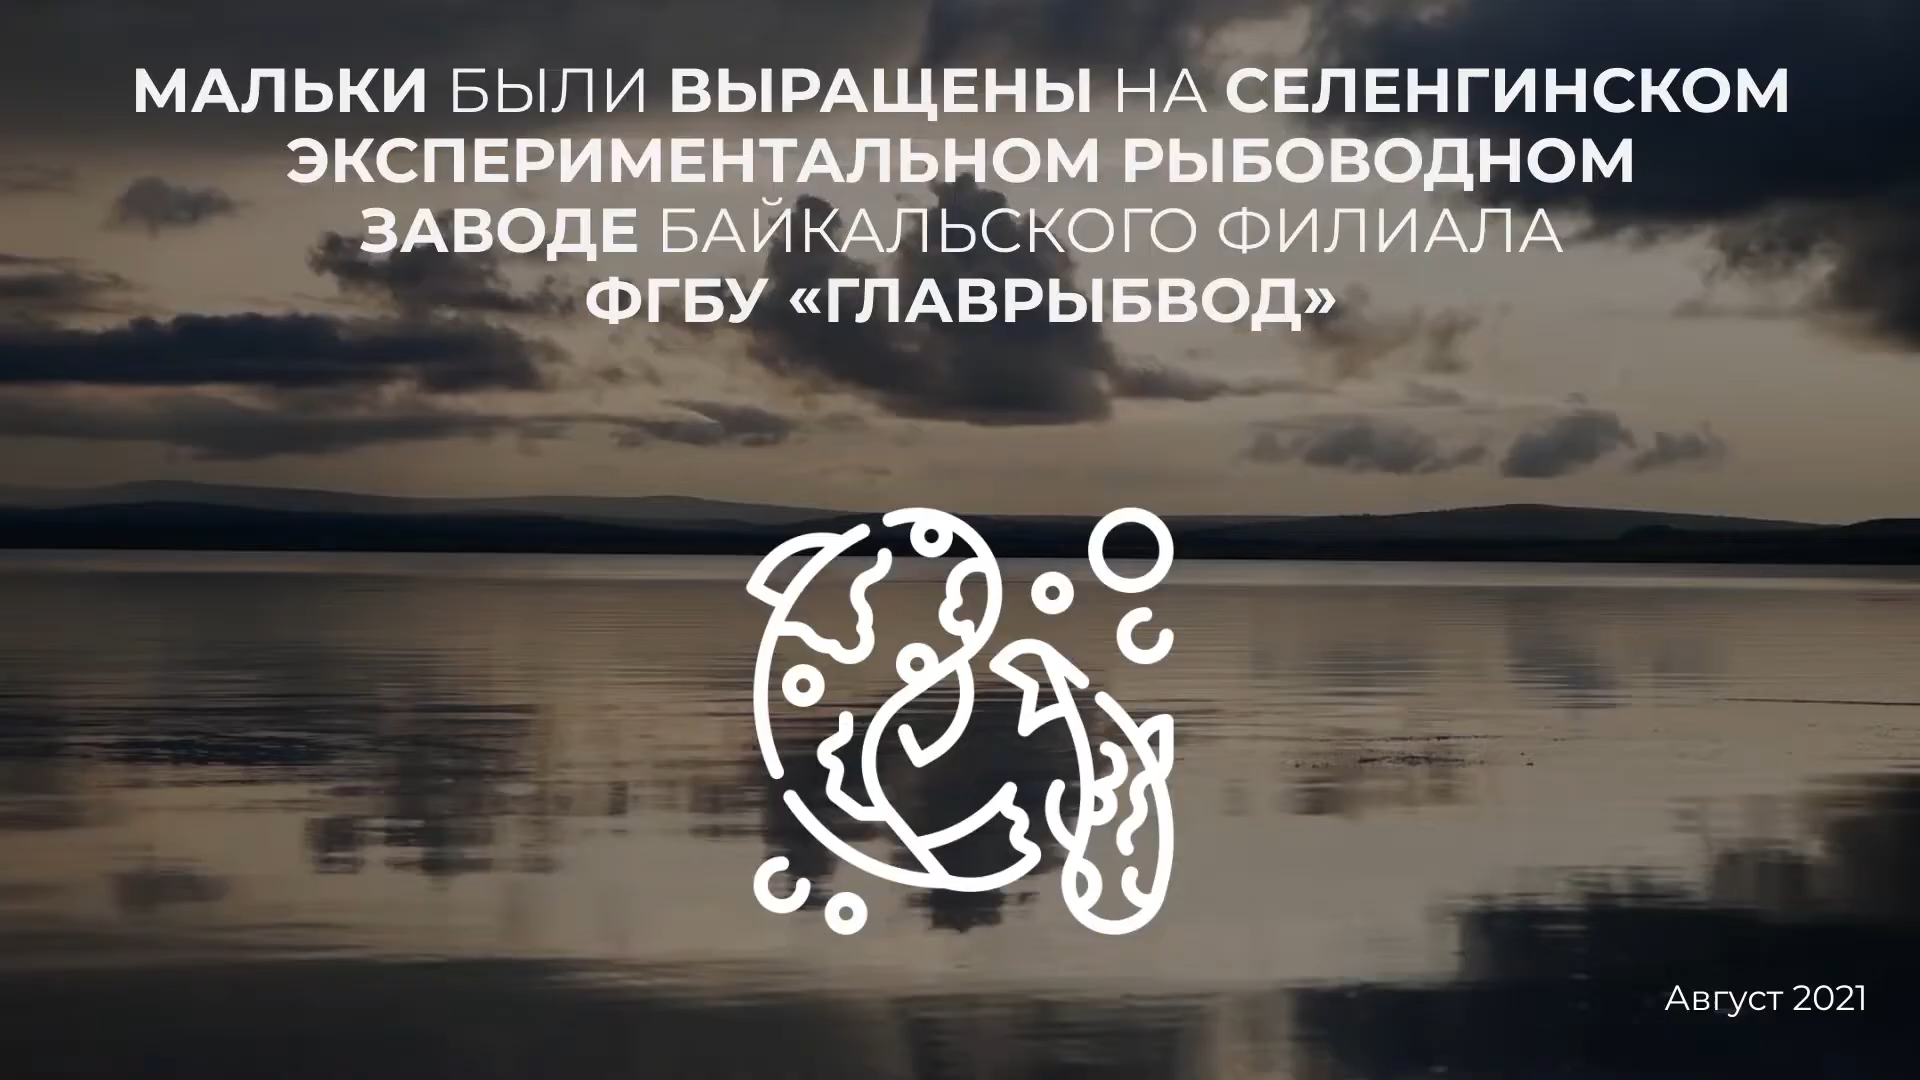 МАЛЬКИ БЫЛИ ВЫРАЩЕНЫ НА СЕЛЕНГИНСКОМ
ЭКСПЕРИМЕНТАЛЬНОМ РЫБОВОДНОМ
ЗАВОДЕ БАЙКАЛЬСКОГО ФИЛИАЛА
ФГБУ «ГЛАВРЫБВОД»
Август 2021